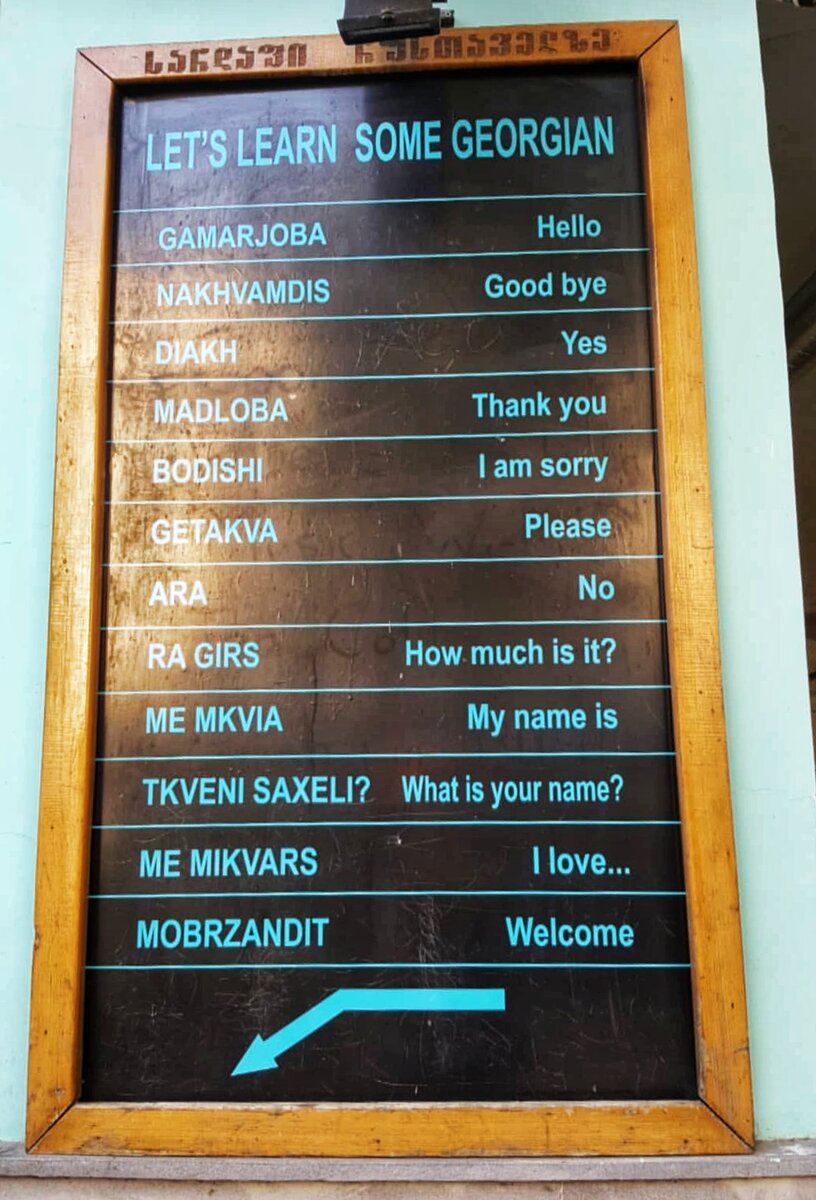 სარდაფი რუსთაველზე
LET'S LEARN SOME GEORGIAN
GAMARJOBA Hello
NAKHVAMDIS Good bye
DIAKH Yes
MADLOBA Thank you
BODISHI I am sorry
GETAKVA Please
ARA No
RA GIRS How much is it?
ME MKVIA My name is
TKVENI SAXELI? What is your name?
ME MIKVARS I love...
MOBRZANDIT Welcome